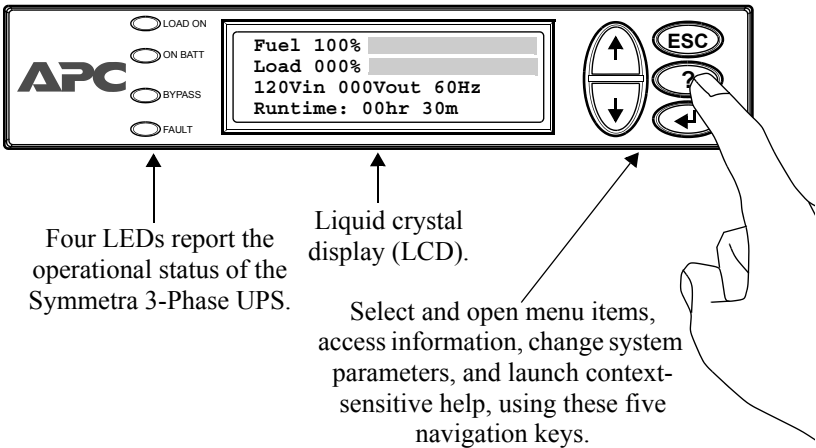 LOAD ON
ON BATT
BYPASS
FAULT
APC
Fuel 100%
Load 000%
120Vin 000Vout 60Hz
Runtime: 00hr 30m
ESC
?
Four LEDs report the
operational status of the
Symmetra 3-Phase UPS.
Liquid crystal
display (LCD).
Select and open menu items,
access information, change system
parameters, and launch context-
sensitive help, using these five
navigation keys.